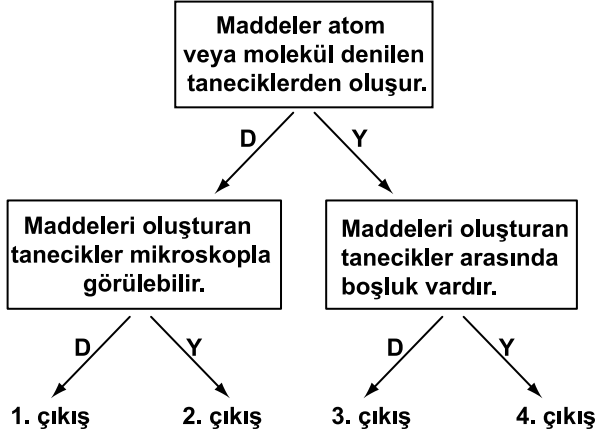 Maddeler atom
veya molekül denilen
taneciklerden oluşur.
D
Y
Maddeleri oluşturan
tanecikler mikroskopla
görülebilir.
Maddeleri oluşturan
tanecikler arasında
boşluk vardır.
D
Y
D
Y
1. çıkış
2. çıkış
3. çıkış
4. çıkış